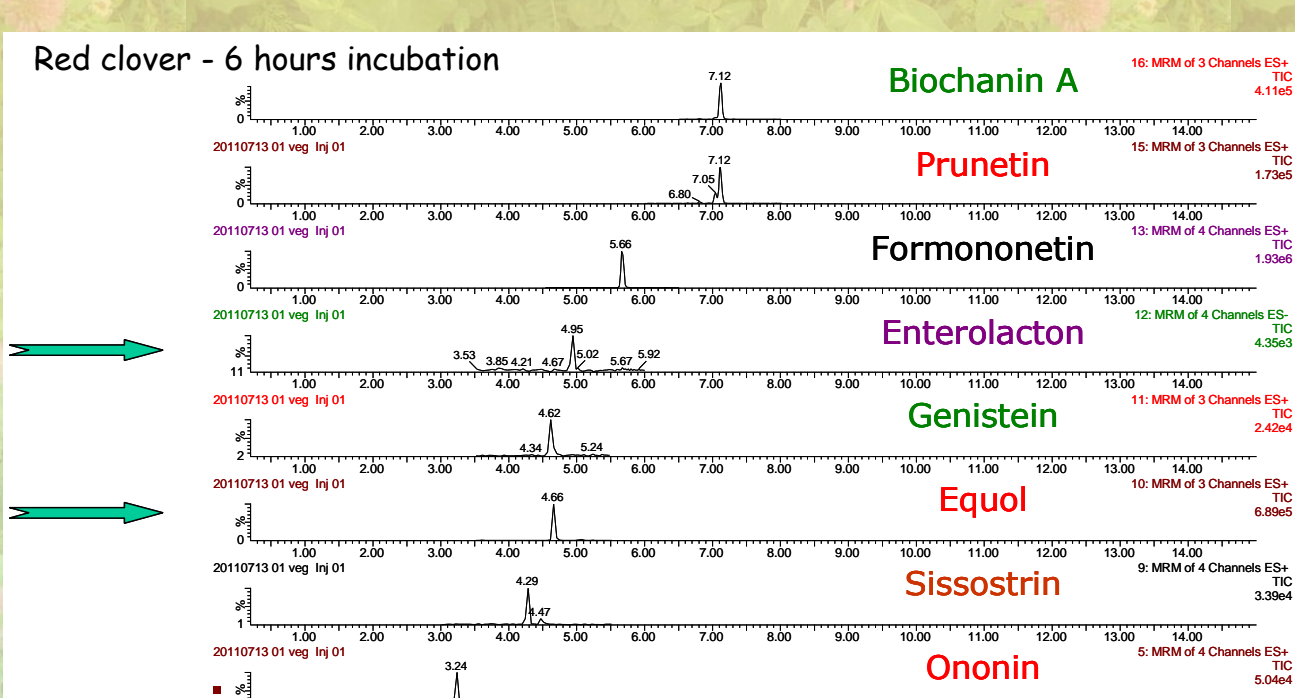 Red clover - 6 hours incubation
Biochanin A
16: MRM of 3 Channels ES+
TIC
4.11e5
7.12
%
0
1.00 2.00 3.00 4.00 5.00 6.00 7.00 8.00 9.00 10.00 11.00 12.00 13.00 14.00
20110713 01 veg Inj 01
Prunetin
15: MRM of 3 Channels ES+
TIC
1.73e5
7.12
7.05
6.80
%
0
1.00 2.00 3.00 4.00 5.00 6.00 7.00 8.00 9.00 10.00 11.00 12.00 13.00 14.00
20110713 01 veg Inj 01
Formononetin
13: MRM of 4 Channels ES+
TIC
1.93e6
5.66
%
0
1.00 2.00 3.00 4.00 5.00 6.00 7.00 8.00 9.00 10.00 11.00 12.00 13.00 14.00
20110713 01 veg Inj 01
Enterolacton
12: MRM of 4 Channels ES-
TIC
4.35e3
4.95
3.53 3.85 4.21 4.67 5.02 5.67 5.92
%
11
1.00 2.00 3.00 4.00 5.00 6.00 7.00 8.00 9.00 10.00 11.00 12.00 13.00 14.00
20110713 01 veg Inj 01
Genistein
11: MRM of 3 Channels ES+
TIC
2.42e4
4.62
4.34 5.24
%
2
1.00 2.00 3.00 4.00 5.00 6.00 7.00 8.00 9.00 10.00 11.00 12.00 13.00 14.00
20110713 01 veg Inj 01
Equol
10: MRM of 3 Channels ES+
TIC
6.89e5
4.66
%
0
1.00 2.00 3.00 4.00 5.00 6.00 7.00 8.00 9.00 10.00 11.00 12.00 13.00 14.00
20110713 01 veg Inj 01
Sissostrin
9: MRM of 4 Channels ES+
TIC
3.39e4
4.29
4.47
%
1
1.00 2.00 3.00 4.00 5.00 6.00 7.00 8.00 9.00 10.00 11.00 12.00 13.00 14.00
20110713 01 veg Inj 01
Ononin
5: MRM of 4 Channels ES+
TIC
5.04e4
3.24
%